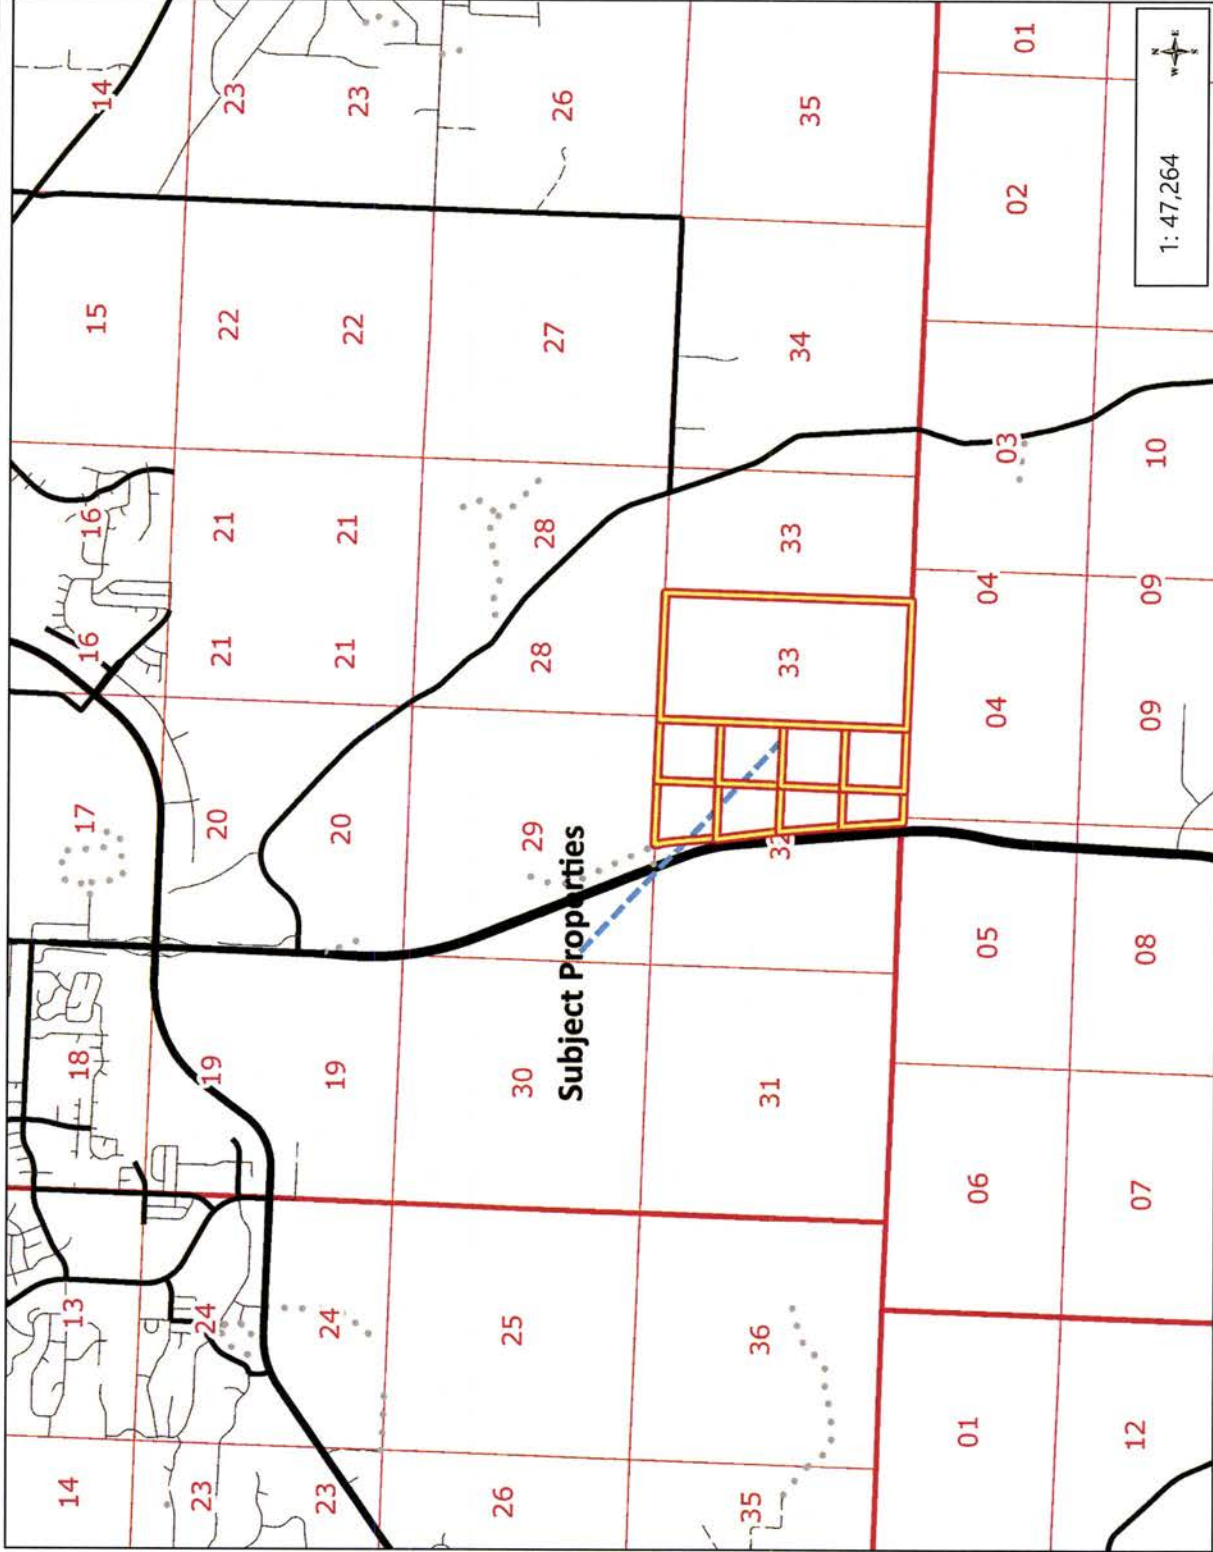 14 13 18 17 16 16 15 14
23 24 19 20 21 21 22 23
23 24 19 20 21 21 22 23
26 25 30 29 28 28 27 26
Subject Properties
35 36 31 32 33 33 34 35
01 06 05 04 04 03 02 01
12 07 08 09 09 10
1: 47,264
N
W E
S